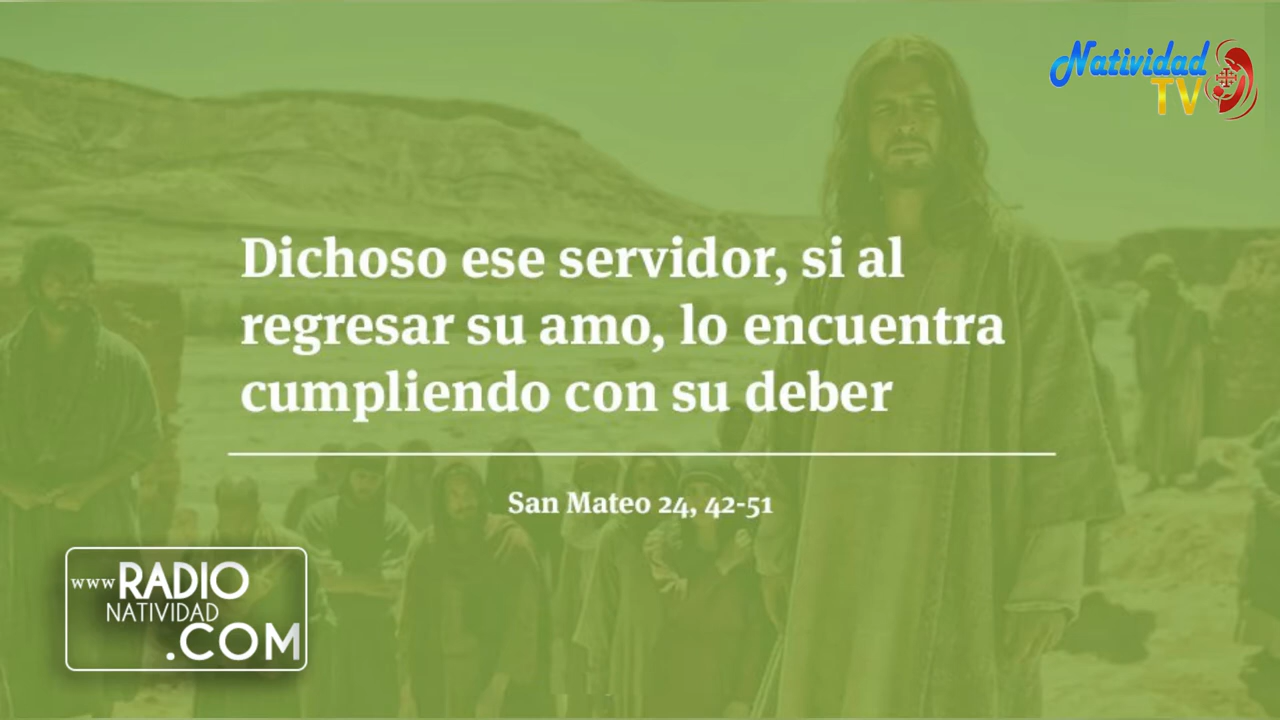 Natividad
TV
Dichoso ese servidor, si al
regresar su amo, lo encuentra
cumpliendo con su deber
San Mateo 24, 42-51
www RADIO
NATIVIDAD
.COM